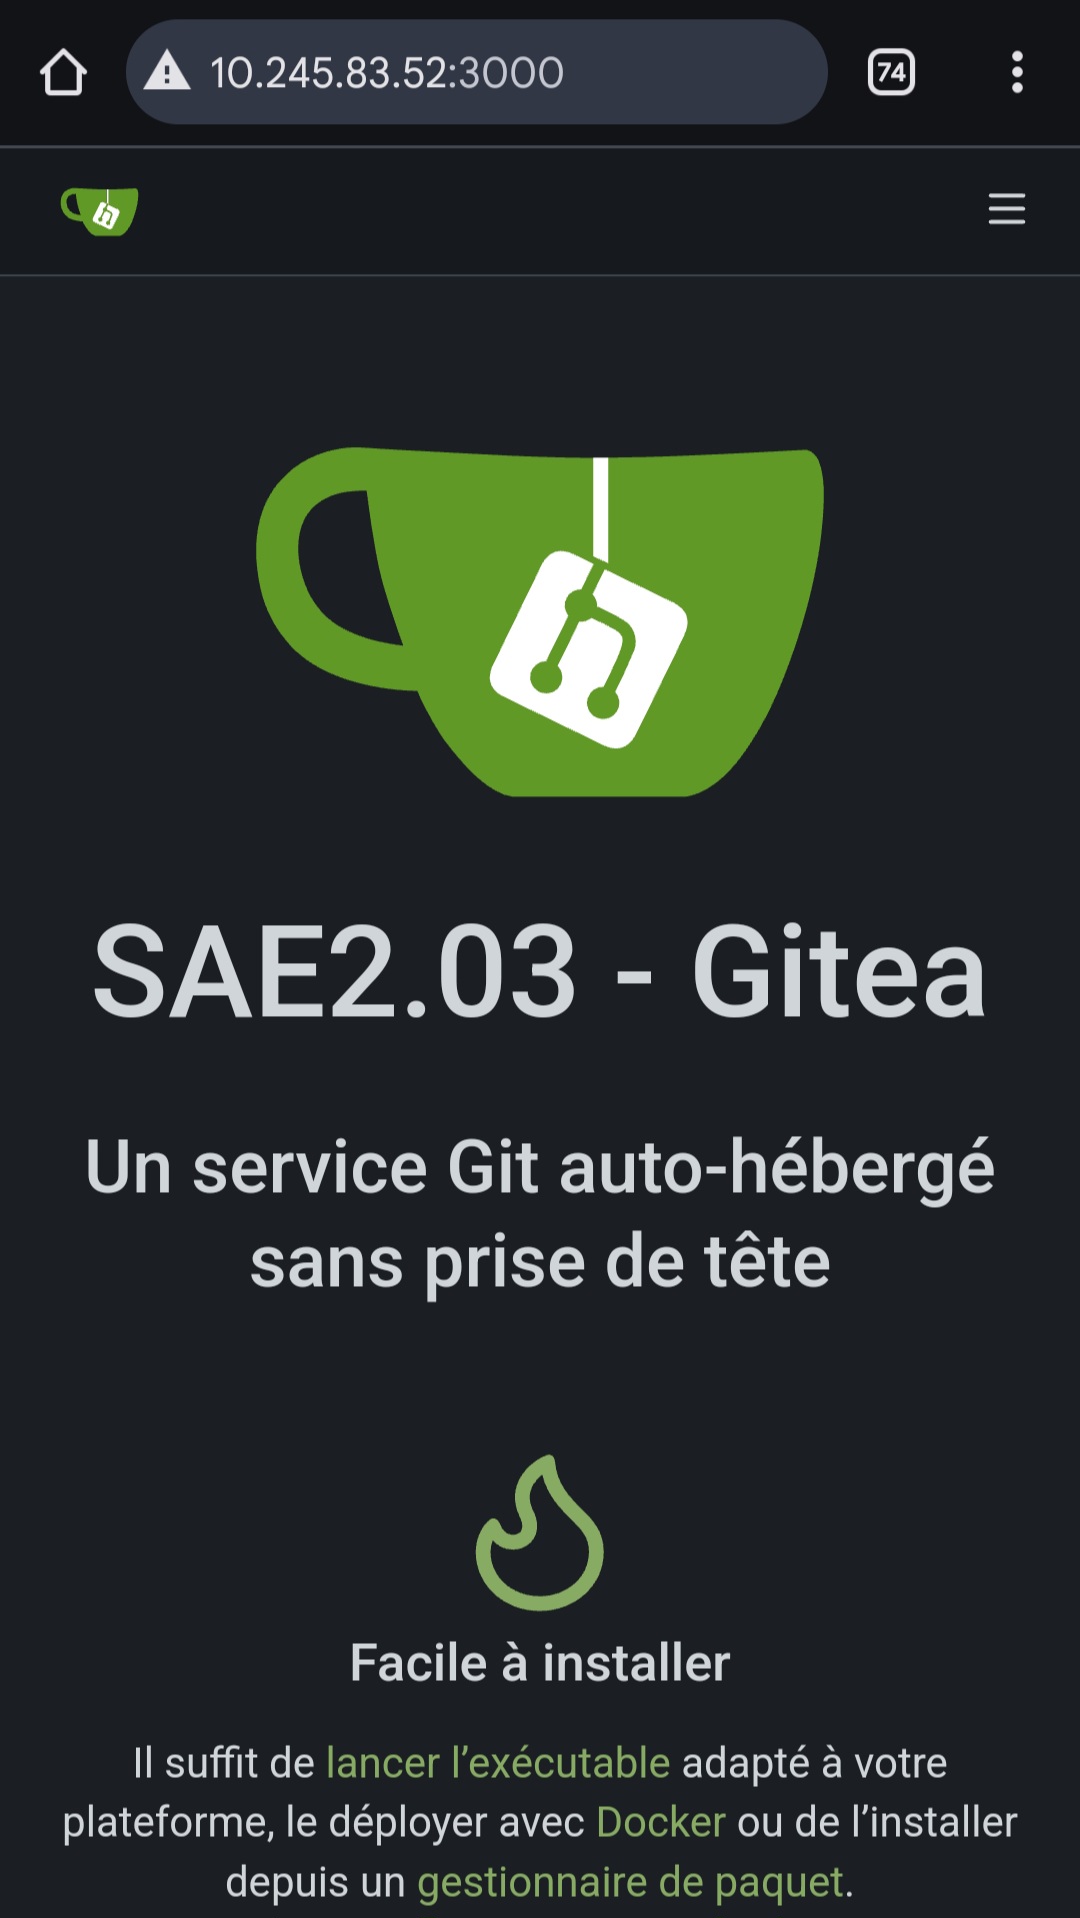 10.245.83.52:3000
74
SAE2.03 - Gitea
Un service Git auto-hébergé
sans prise de tête
Facile à installer
Il suffit de lancer l’exécutable adapté à votre
plateforme, le déployer avec Docker ou de l’installer
depuis un gestionnaire de paquet.